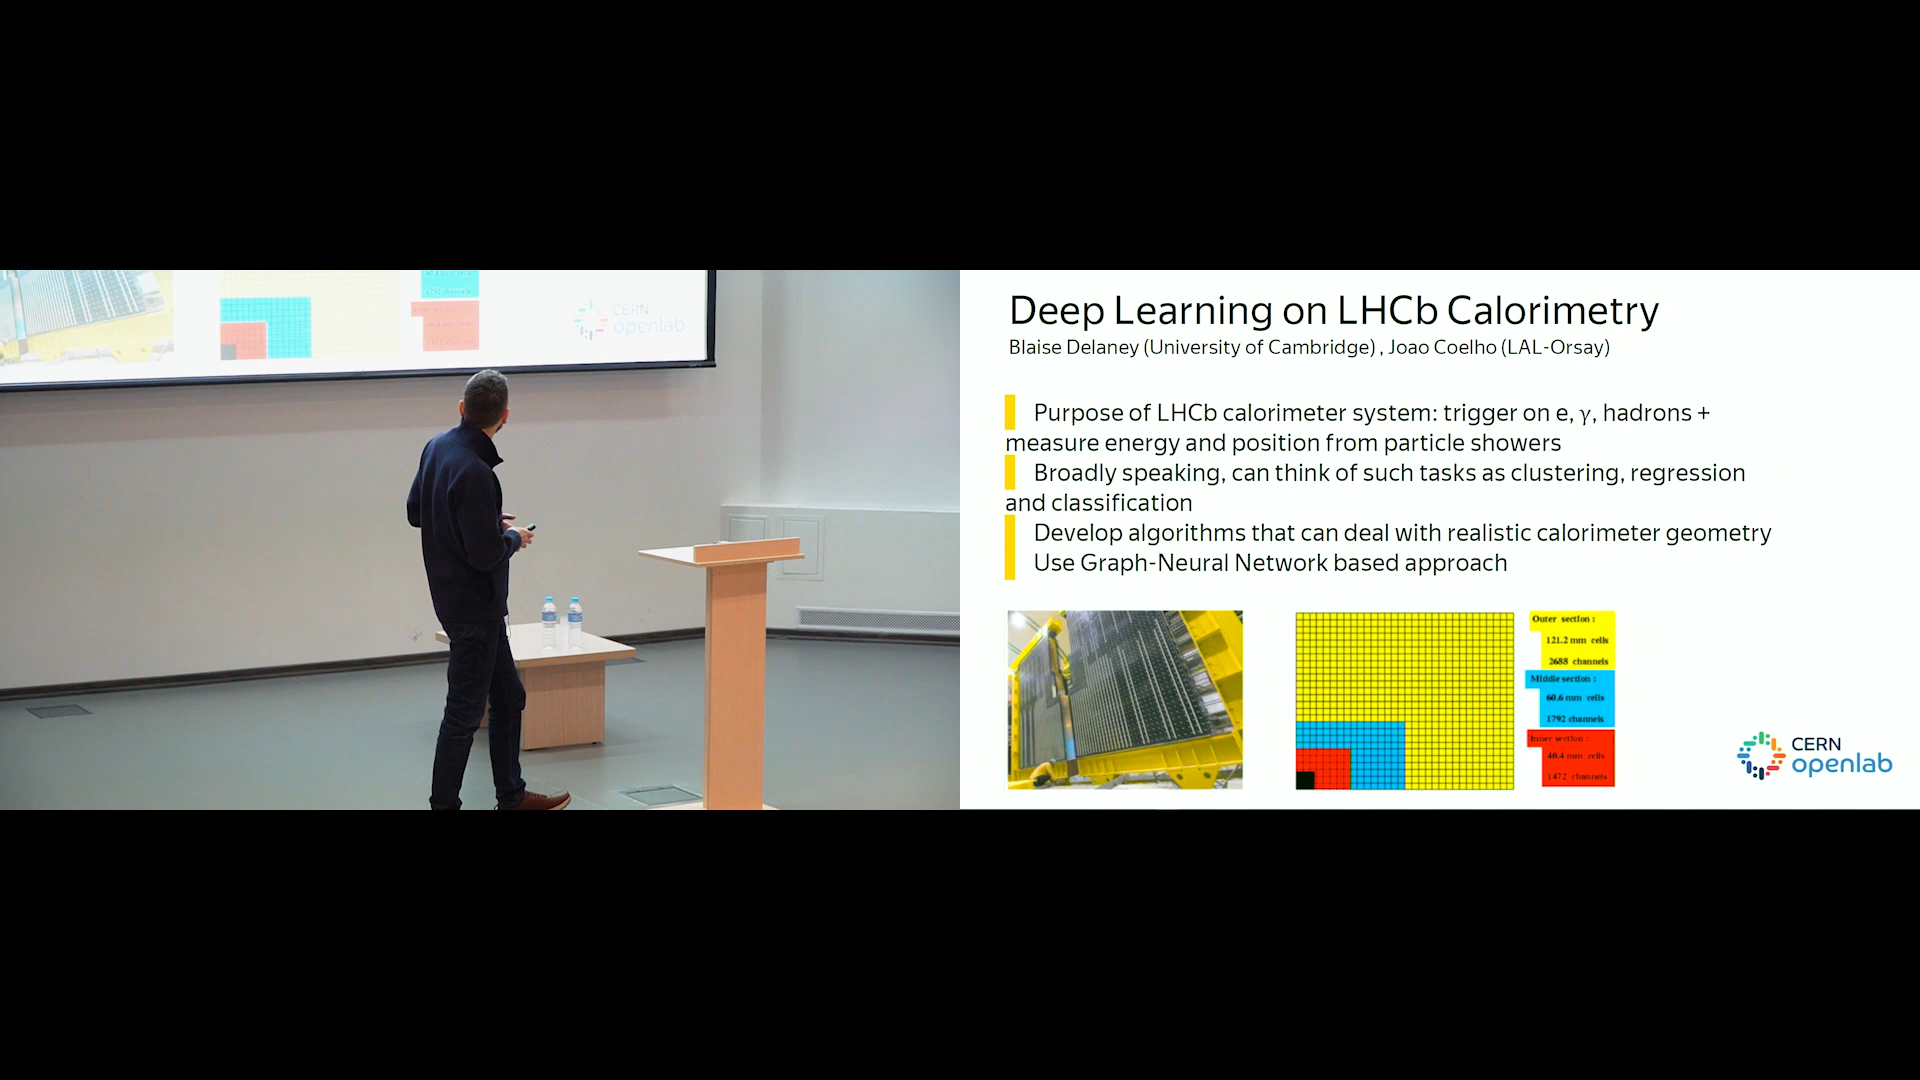 Deep Learning on LHCb Calorimetry
Blaise Delaney (University of Cambridge) , Joao Coelho (LAL-Orsay)
Purpose of LHCb calorimeter system: trigger on e, γ, hadrons +
measure energy and position from particle showers
Broadly speaking, can think of such tasks as clustering, regression
and classification
Develop algorithms that can deal with realistic calorimeter geometry
Use Graph-Neural Network based approach
Outer section :
121.2 mm cells
2688 channels
Middle section :
60.6 mm cells
1792 channels
Inner section :
40.4 mm cells
1472 channels
CERN
openlab
CERN
openlab